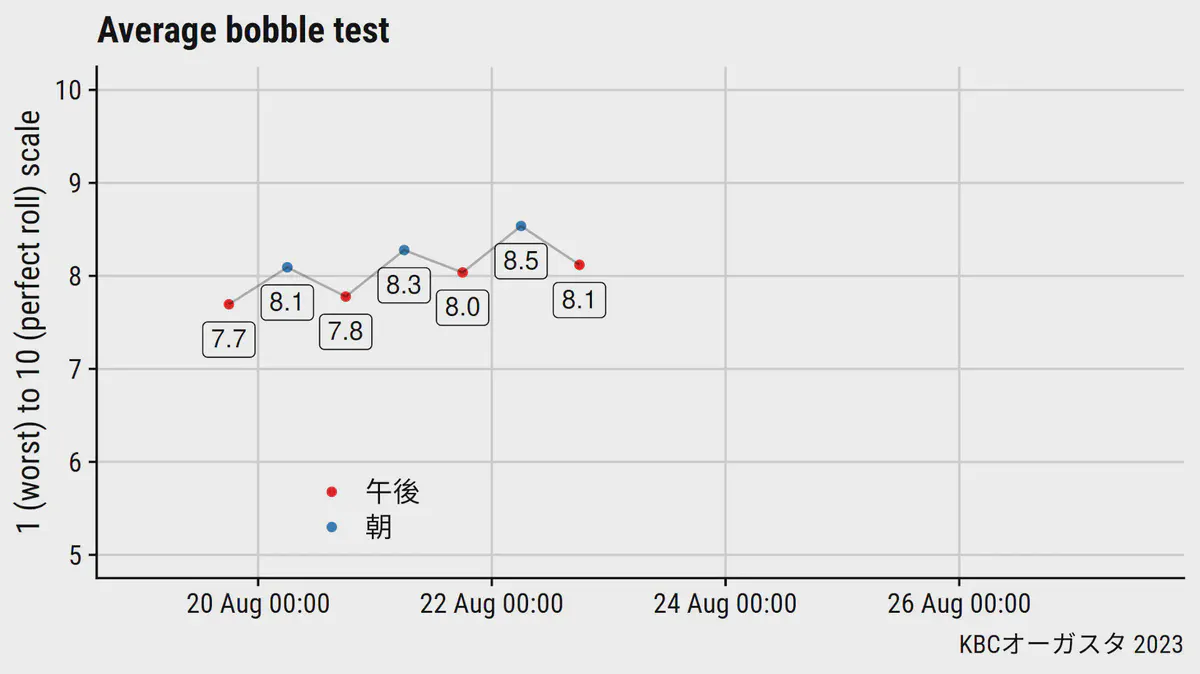 Average bobble test
1 (worst) to 10 (perfect roll) scale
10
9
8
7
6
5
7.7
8.1
7.8
8.3
8.0
8.5
8.1
午後
朝
20 Aug 00:00
22 Aug 00:00
24 Aug 00:00
26 Aug 00:00
KBCオーガスタ 2023